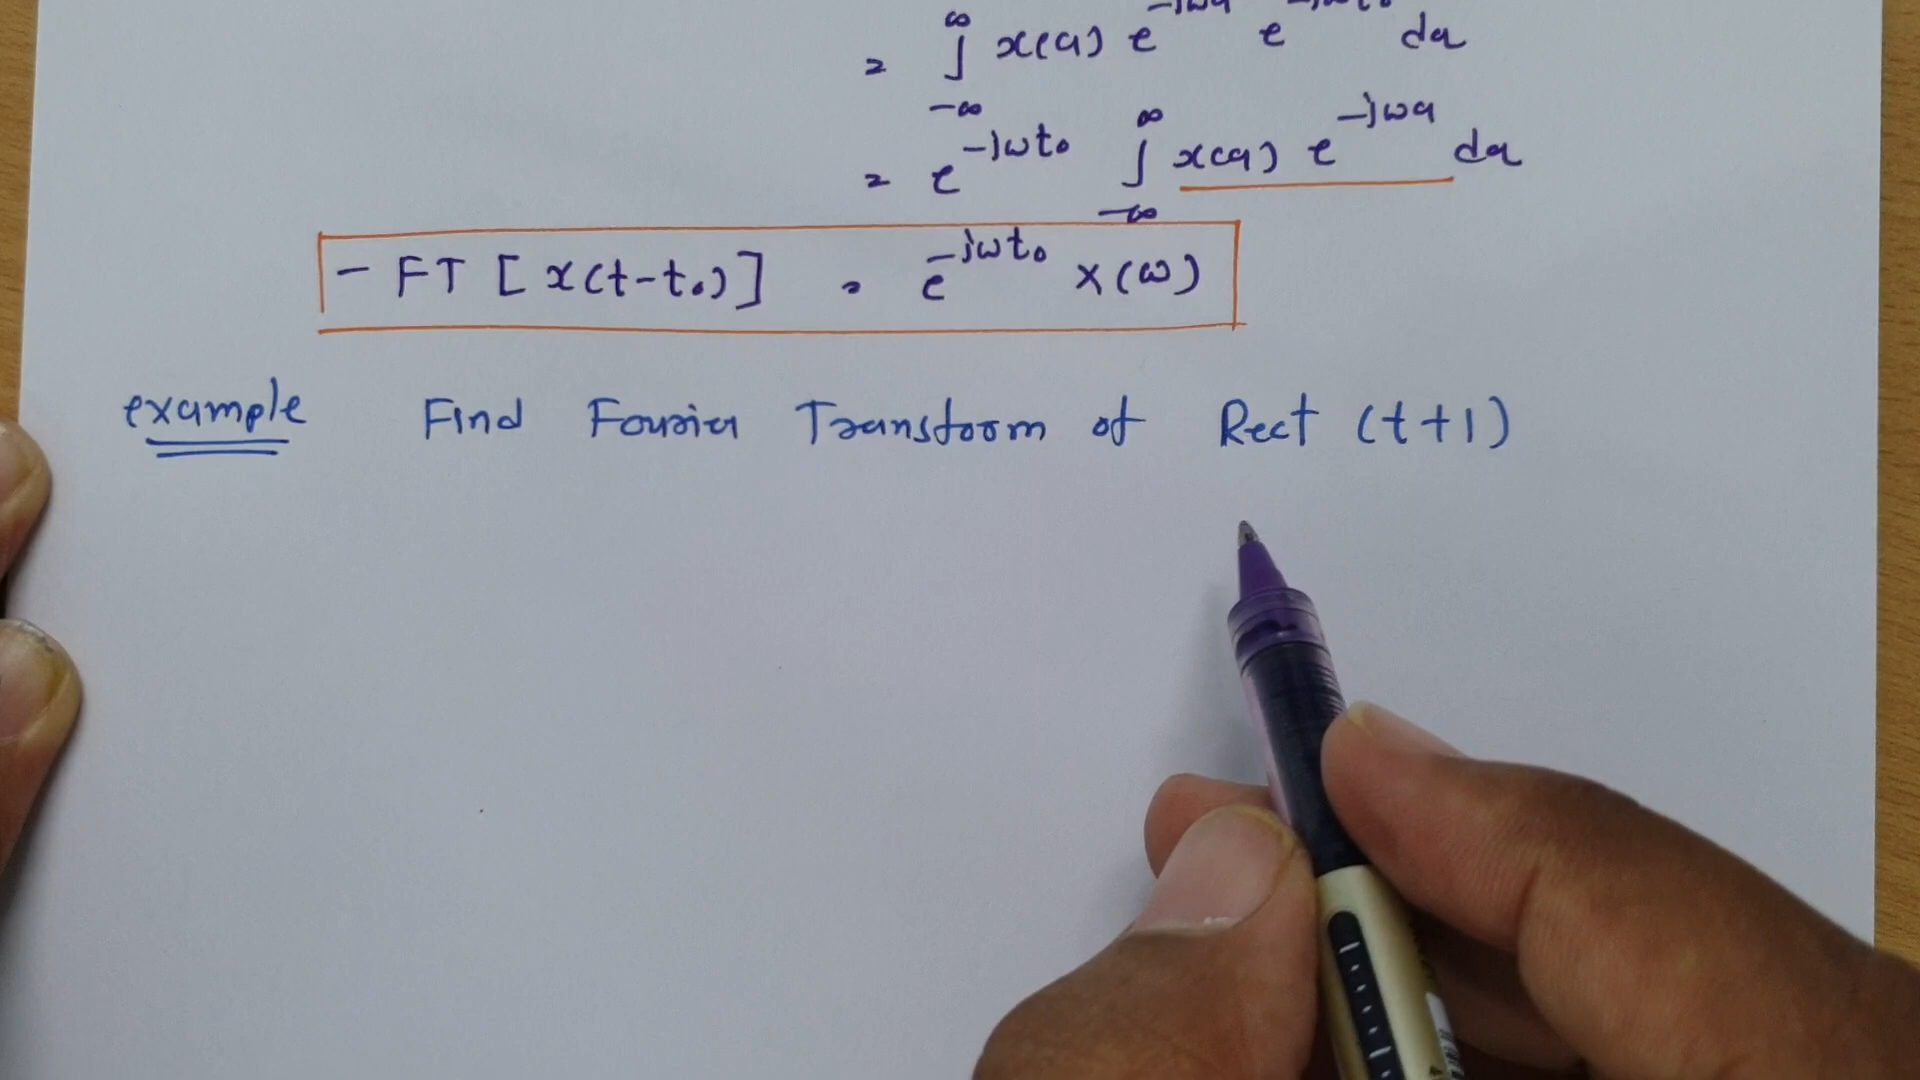 = ∫_{-∞}^{∞} x(a) e^{-jωa} e^{-jωt₀} da
= e^{-jωt₀} ∫_{-∞}^{∞} x(a) e^{-jωa} da
- FT [ x(t-t₀) ] = e^{-jωt₀} X(ω)
example Find Fourier Transform of Rect (t+1)